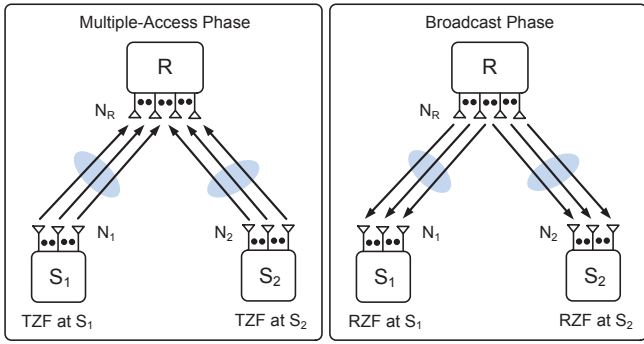 Multiple-Access Phase
R
N_R
N_1
N_2
S_1
S_2
TZF at S_1
TZF at S_2
Broadcast Phase
R
N_R
N_1
N_2
S_1
S_2
RZF at S_1
RZF at S_2